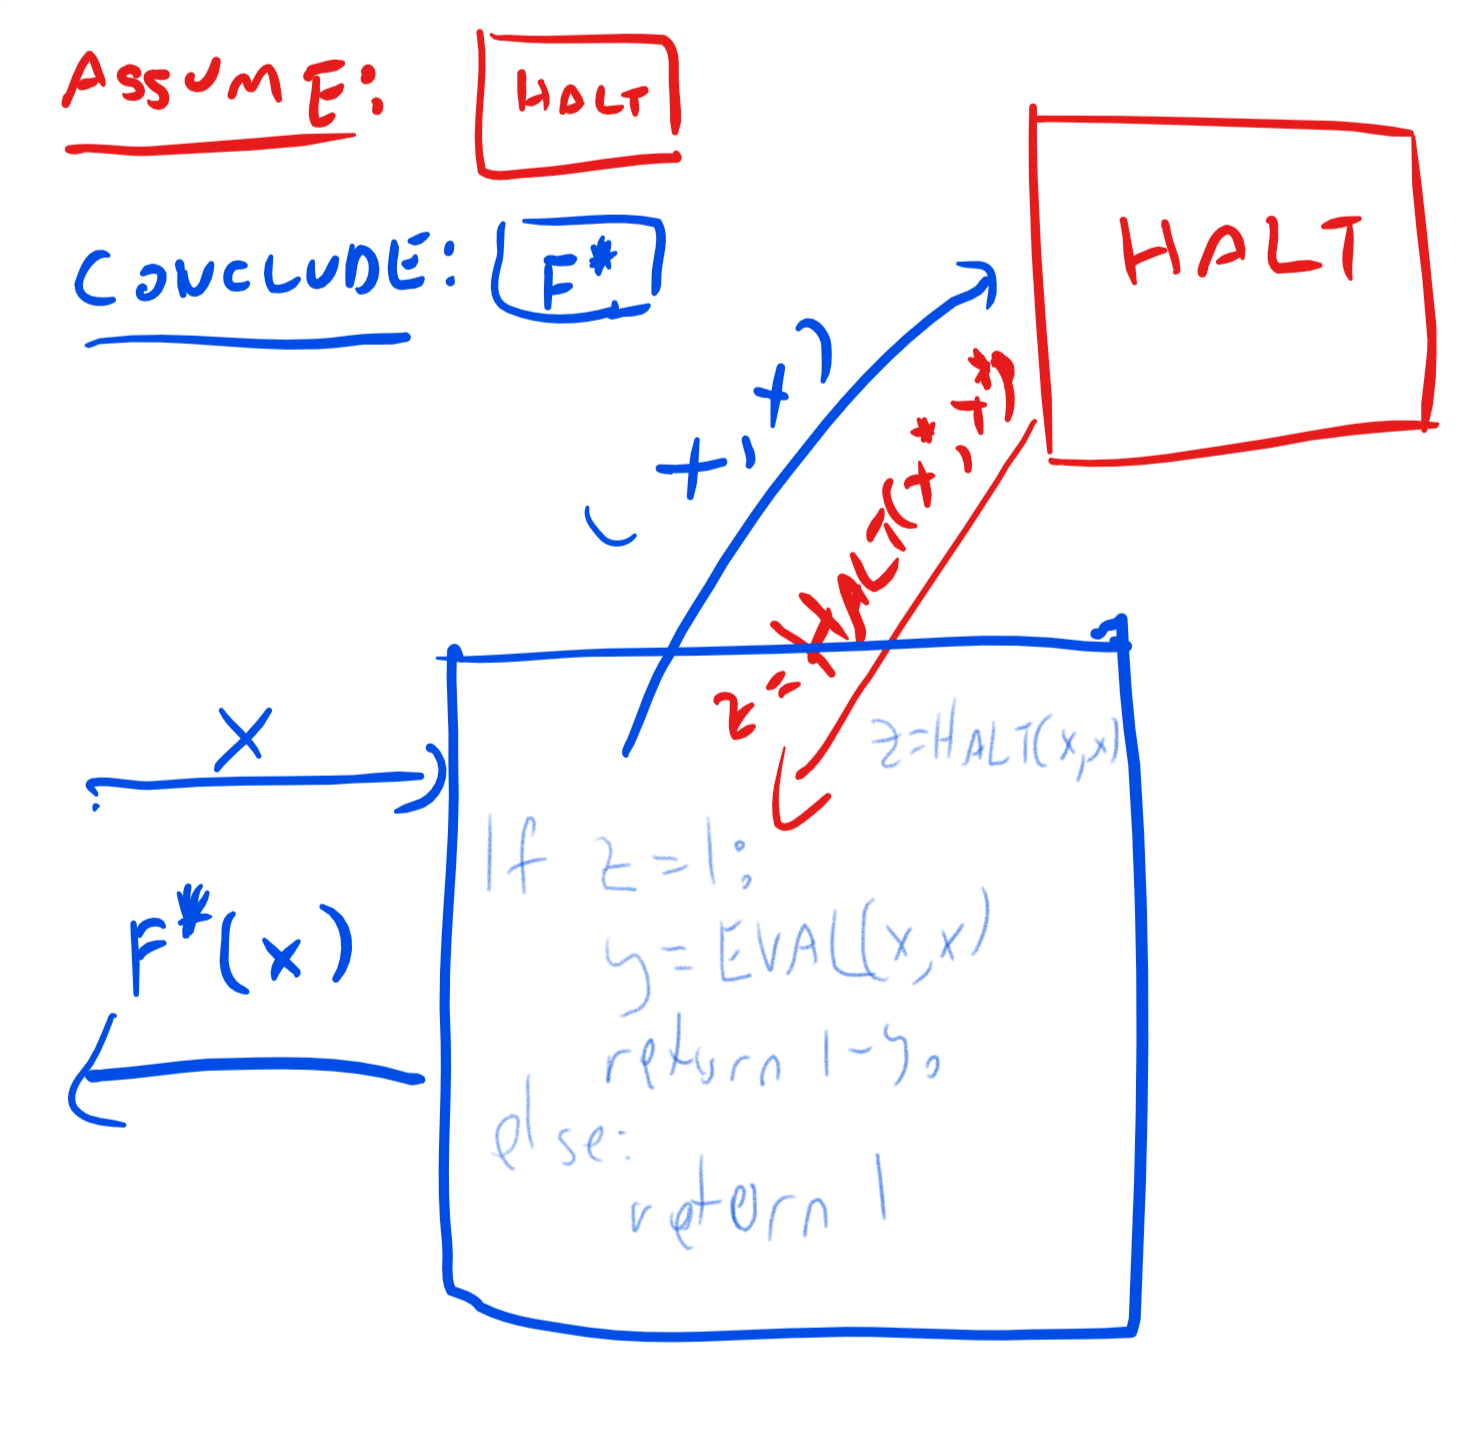 ASSUME: HALT
CONCLUDE: F*
HALT
(x,x)
z=HALT(x*,x*)
x
F*(x)
z=HALT(x,x)
If z=1:
y=EVAL(x,x)
return 1-y.
else:
return 1